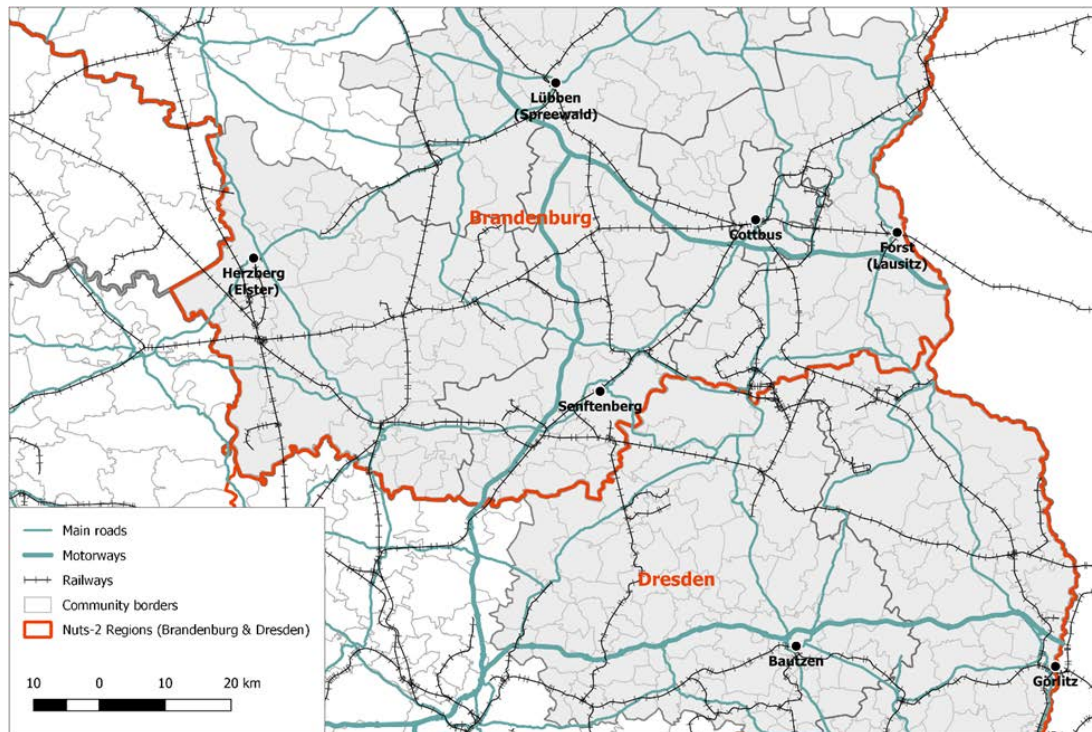 Lübben
(Spreewald)
Brandenburg
Cottbus
Forst
(Lausitz)
Herzberg
(Elster)
Senftenberg
Dresden
Bautzen
Görlitz
Main roads
Motorways
Railways
Community borders
Nuts-2 Regions (Brandenburg & Dresden)
10 0 10 20 km